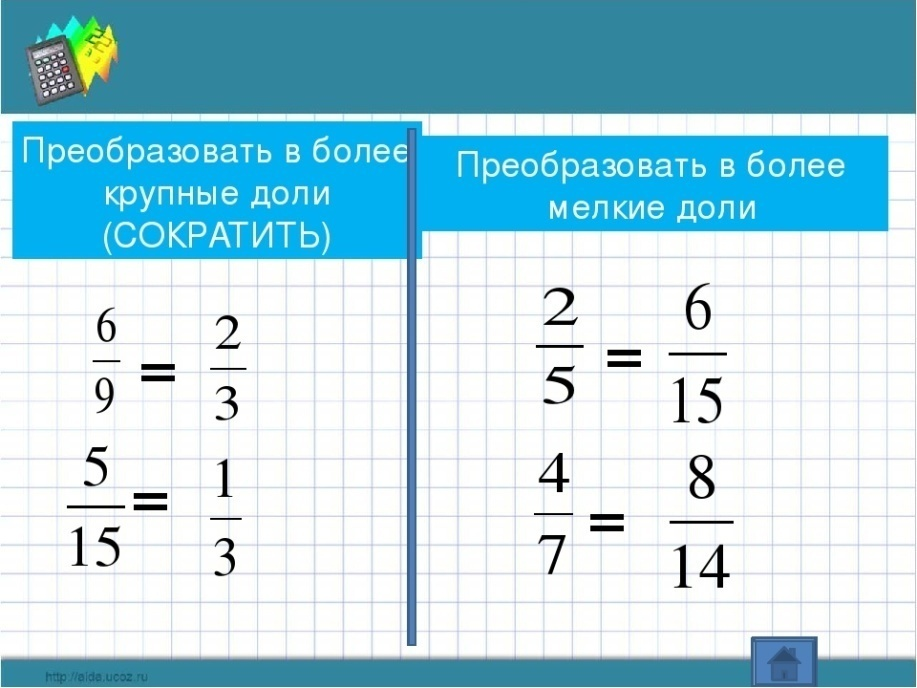 Преобразовать в более
крупные доли
(СОКРАТИТЬ)
6/9 = 2/3
5/15 = 1/3
Преобразовать в более
мелкие доли
2/5 = 6/15
4/7 = 8/14
http://aida.ucoz.ru